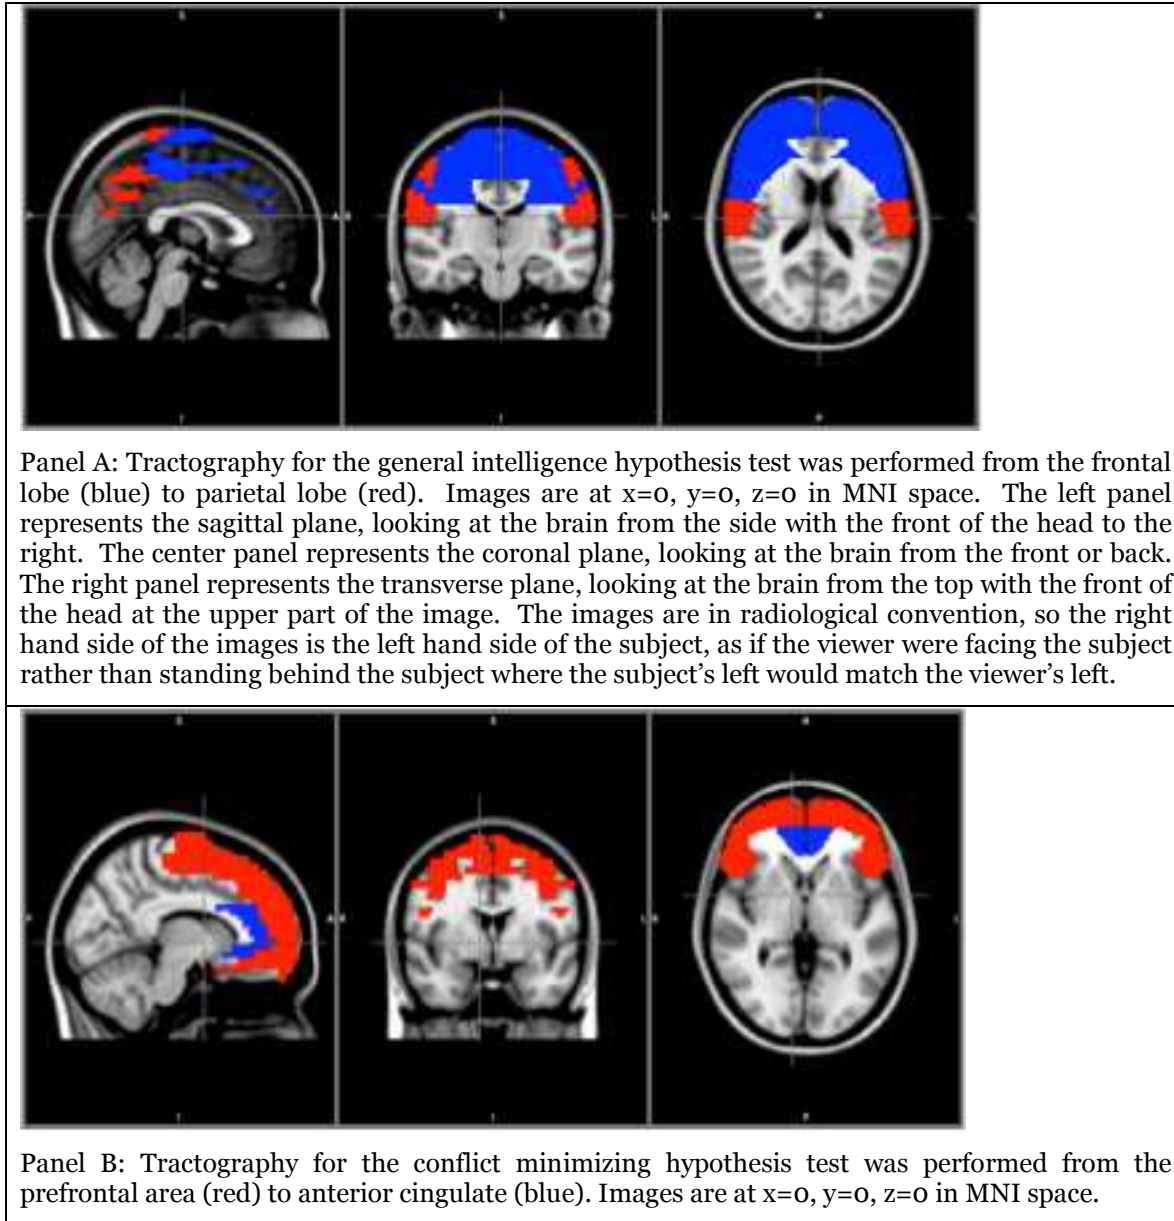 Panel A: Tractography for the general intelligence hypothesis test was performed from the frontal
lobe (blue) to parietal lobe (red).  Images are at x=0, y=0, z=0 in MNI space.  The left panel
represents the sagittal plane, looking at the brain from the side with the front of the head to the
right.  The center panel represents the coronal plane, looking at the brain from the front or back.
The right panel represents the transverse plane, looking at the brain from the top with the front of
the head at the upper part of the image.  The images are in radiological convention, so the right
hand side of the images is the left hand side of the subject, as if the viewer were facing the subject
rather than standing behind the subject where the subject's left would match the viewer's left.
Panel B: Tractography for the conflict minimizing hypothesis test was performed from the
prefrontal area (red) to anterior cingulate (blue). Images are at x=0, y=0, z=0 in MNI space.